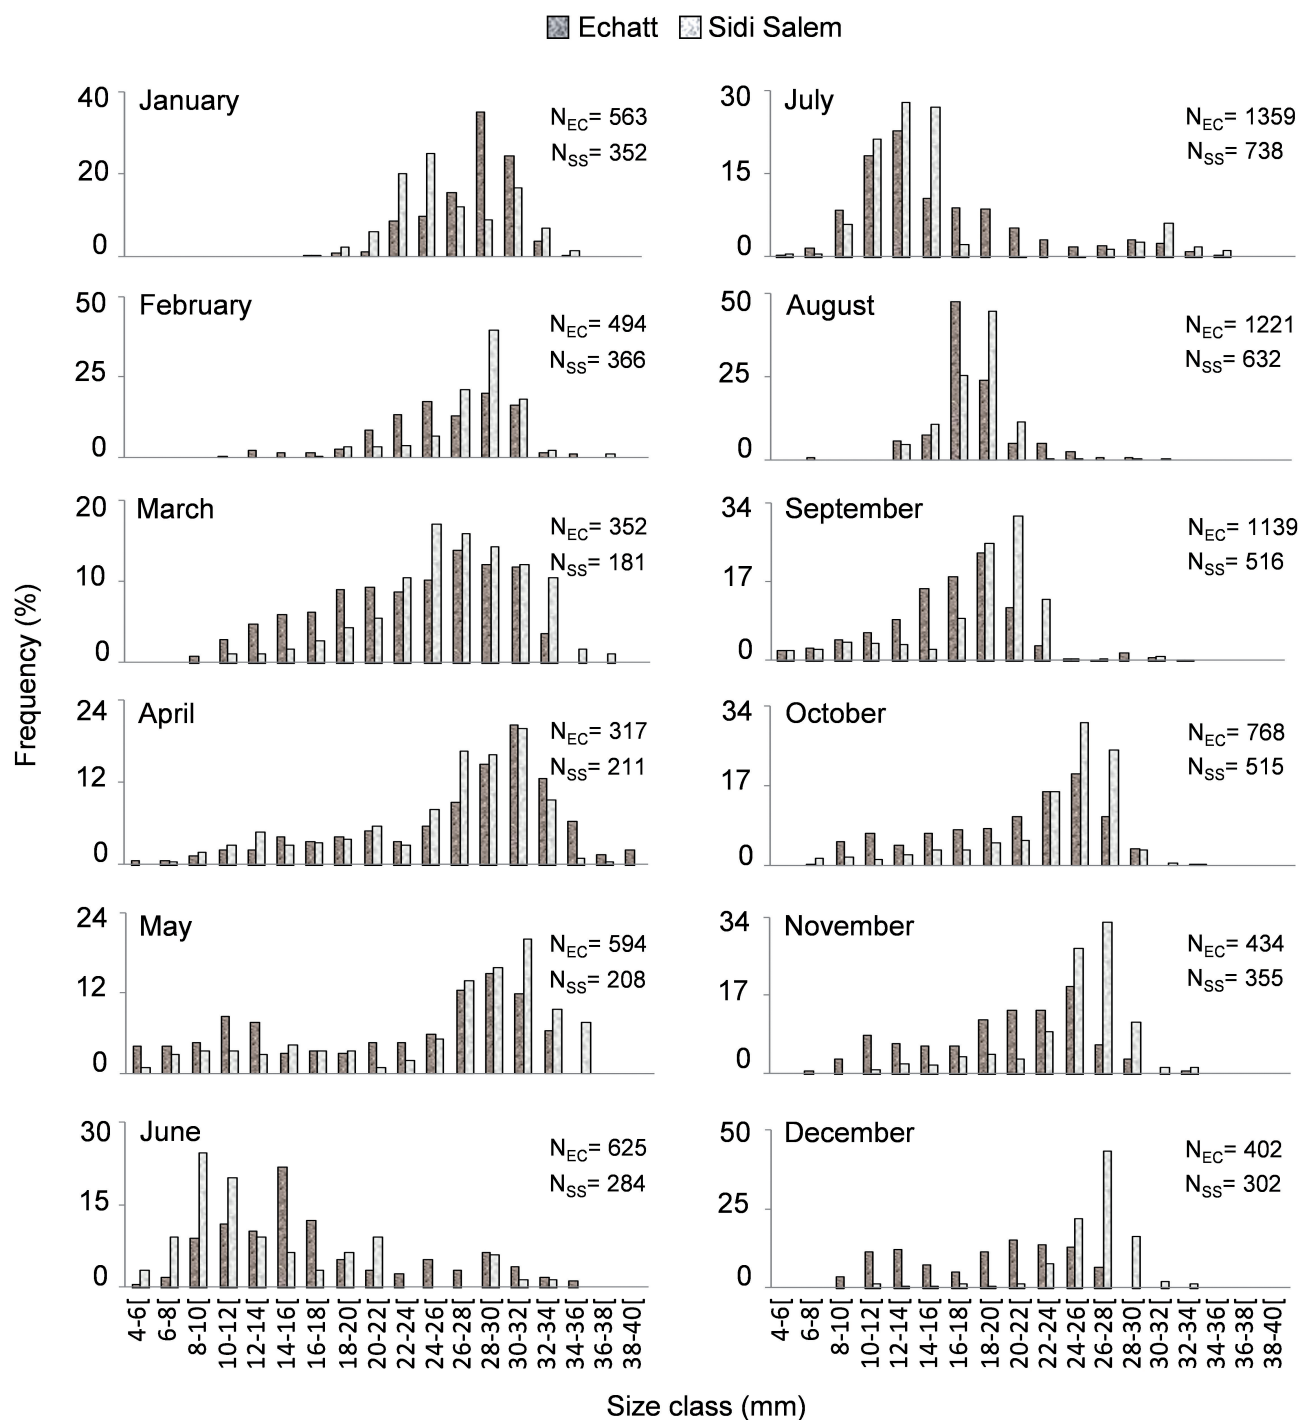 Echatt Sidi Salem
Frequency (%)
January
40
20
0
N_EC= 563
N_SS= 352
July
30
15
0
N_EC= 1359
N_SS= 738
February
50
25
0
N_EC= 494
N_SS= 366
August
50
25
0
N_EC= 1221
N_SS= 632
March
20
10
0
N_EC= 352
N_SS= 181
September
34
17
0
N_EC= 1139
N_SS= 516
April
24
12
0
N_EC= 317
N_SS= 211
October
34
17
0
N_EC= 768
N_SS= 515
May
24
12
0
N_EC= 594
N_SS= 208
November
34
17
0
N_EC= 434
N_SS= 355
June
30
15
0
N_EC= 625
N_SS= 284
December
50
25
0
N_EC= 402
N_SS= 302
[4-6[
[6-8[
[8-10[
[10-12[
[12-14[
[14-16[
[16-18[
[18-20[
[20-22[
[22-24[
[24-26[
[26-28[
[28-30[
[30-32[
[32-34[
[34-36[
[36-38[
[38-40[
[4-6[
[6-8[
[8-10[
[10-12[
[12-14[
[14-16[
[16-18[
[18-20[
[20-22[
[22-24[
[24-26[
[26-28[
[28-30[
[30-32[
[32-34[
[34-36[
[36-38[
[38-40[
Size class (mm)